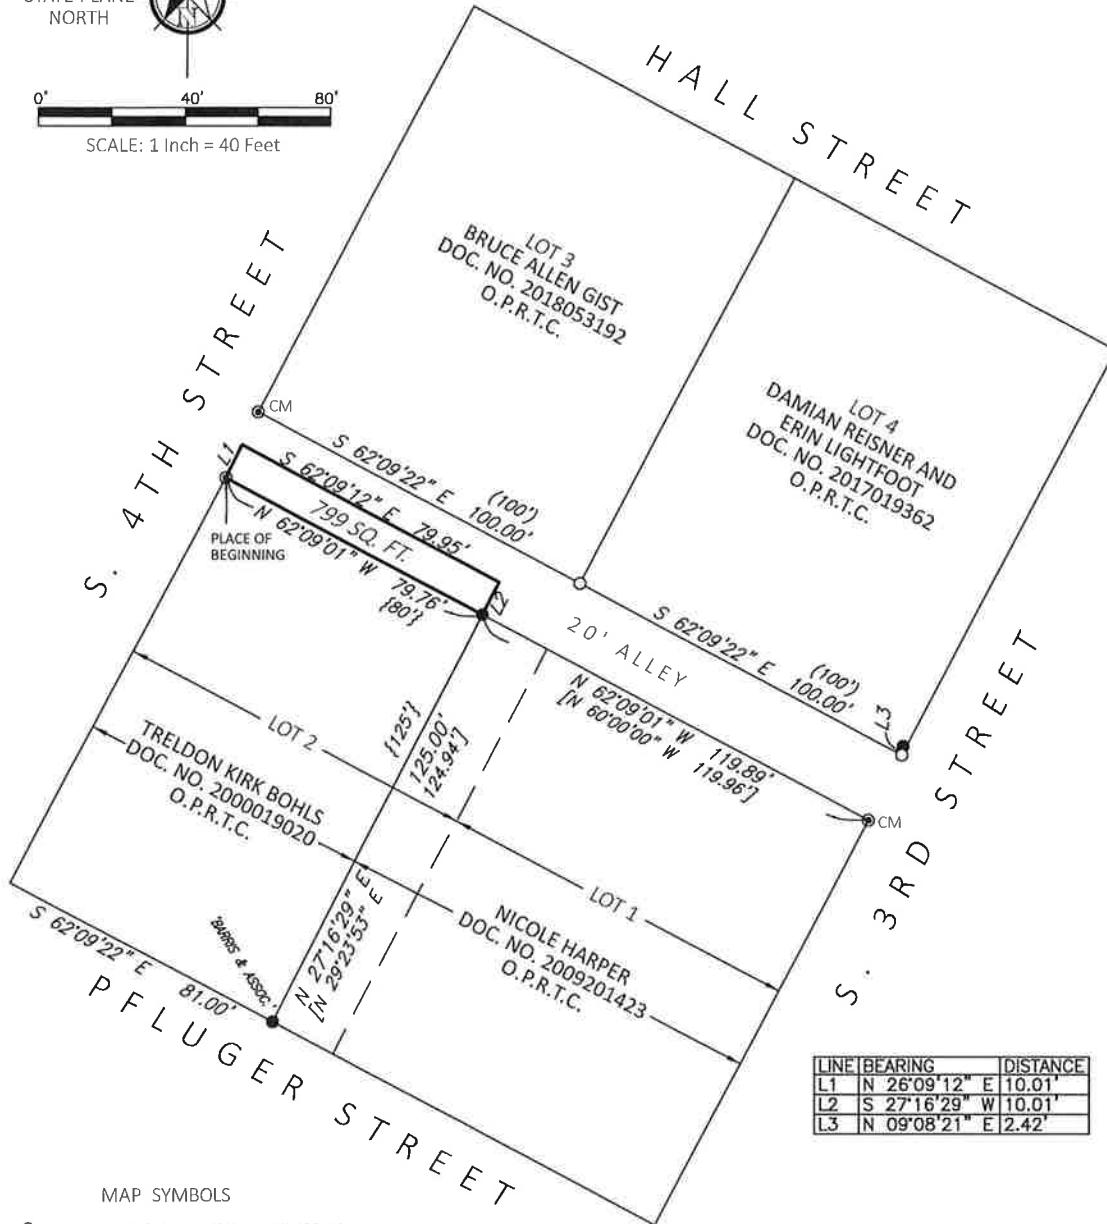 NORTH
0' 40' 80'
SCALE: 1 Inch = 40 Feet
HALL STREET
S. 4TH STREET
LOT 3
BRUCE ALLEN GIST
DOC. NO. 2018053192
O.P.R.T.C.
LOT 4
DAMIAN REISNER AND
ERIN LIGHTFOOT
DOC. NO. 2017019362
O.P.R.T.C.
CM
L1
S 62°09'22" E (100') 100.00'
S 62°09'12" E 79.95'
799 SQ. FT.
N 62°09'01" W 79.76'
{80'}
PLACE OF
BEGINNING
L2
20' ALLEY
S 62°09'22" E (100') 100.00'
L3
N 62°09'01" W 119.89'
[N 60°00'00" W 119.96']
CM
S. 3RD STREET
LOT 2
TRELDON KIRK BOHLS
DOC. NO. 2000019020
O.P.R.T.C.
{125'}
N 27°16'29" E 125.00'
[N 29°23'53" E 124.94']
LOT 1
NICOLE HARPER
DOC. NO. 2009201423
O.P.R.T.C.
"BARRIS & ASSOC."
S 62°09'22" E 81.00'
PFLUGER STREET
LINE BEARING DISTANCE
L1 N 26°09'12" E 10.01'
L2 S 27°16'29" W 10.01'
L3 N 09°08'21" E 2.42'
MAP SYMBOLS